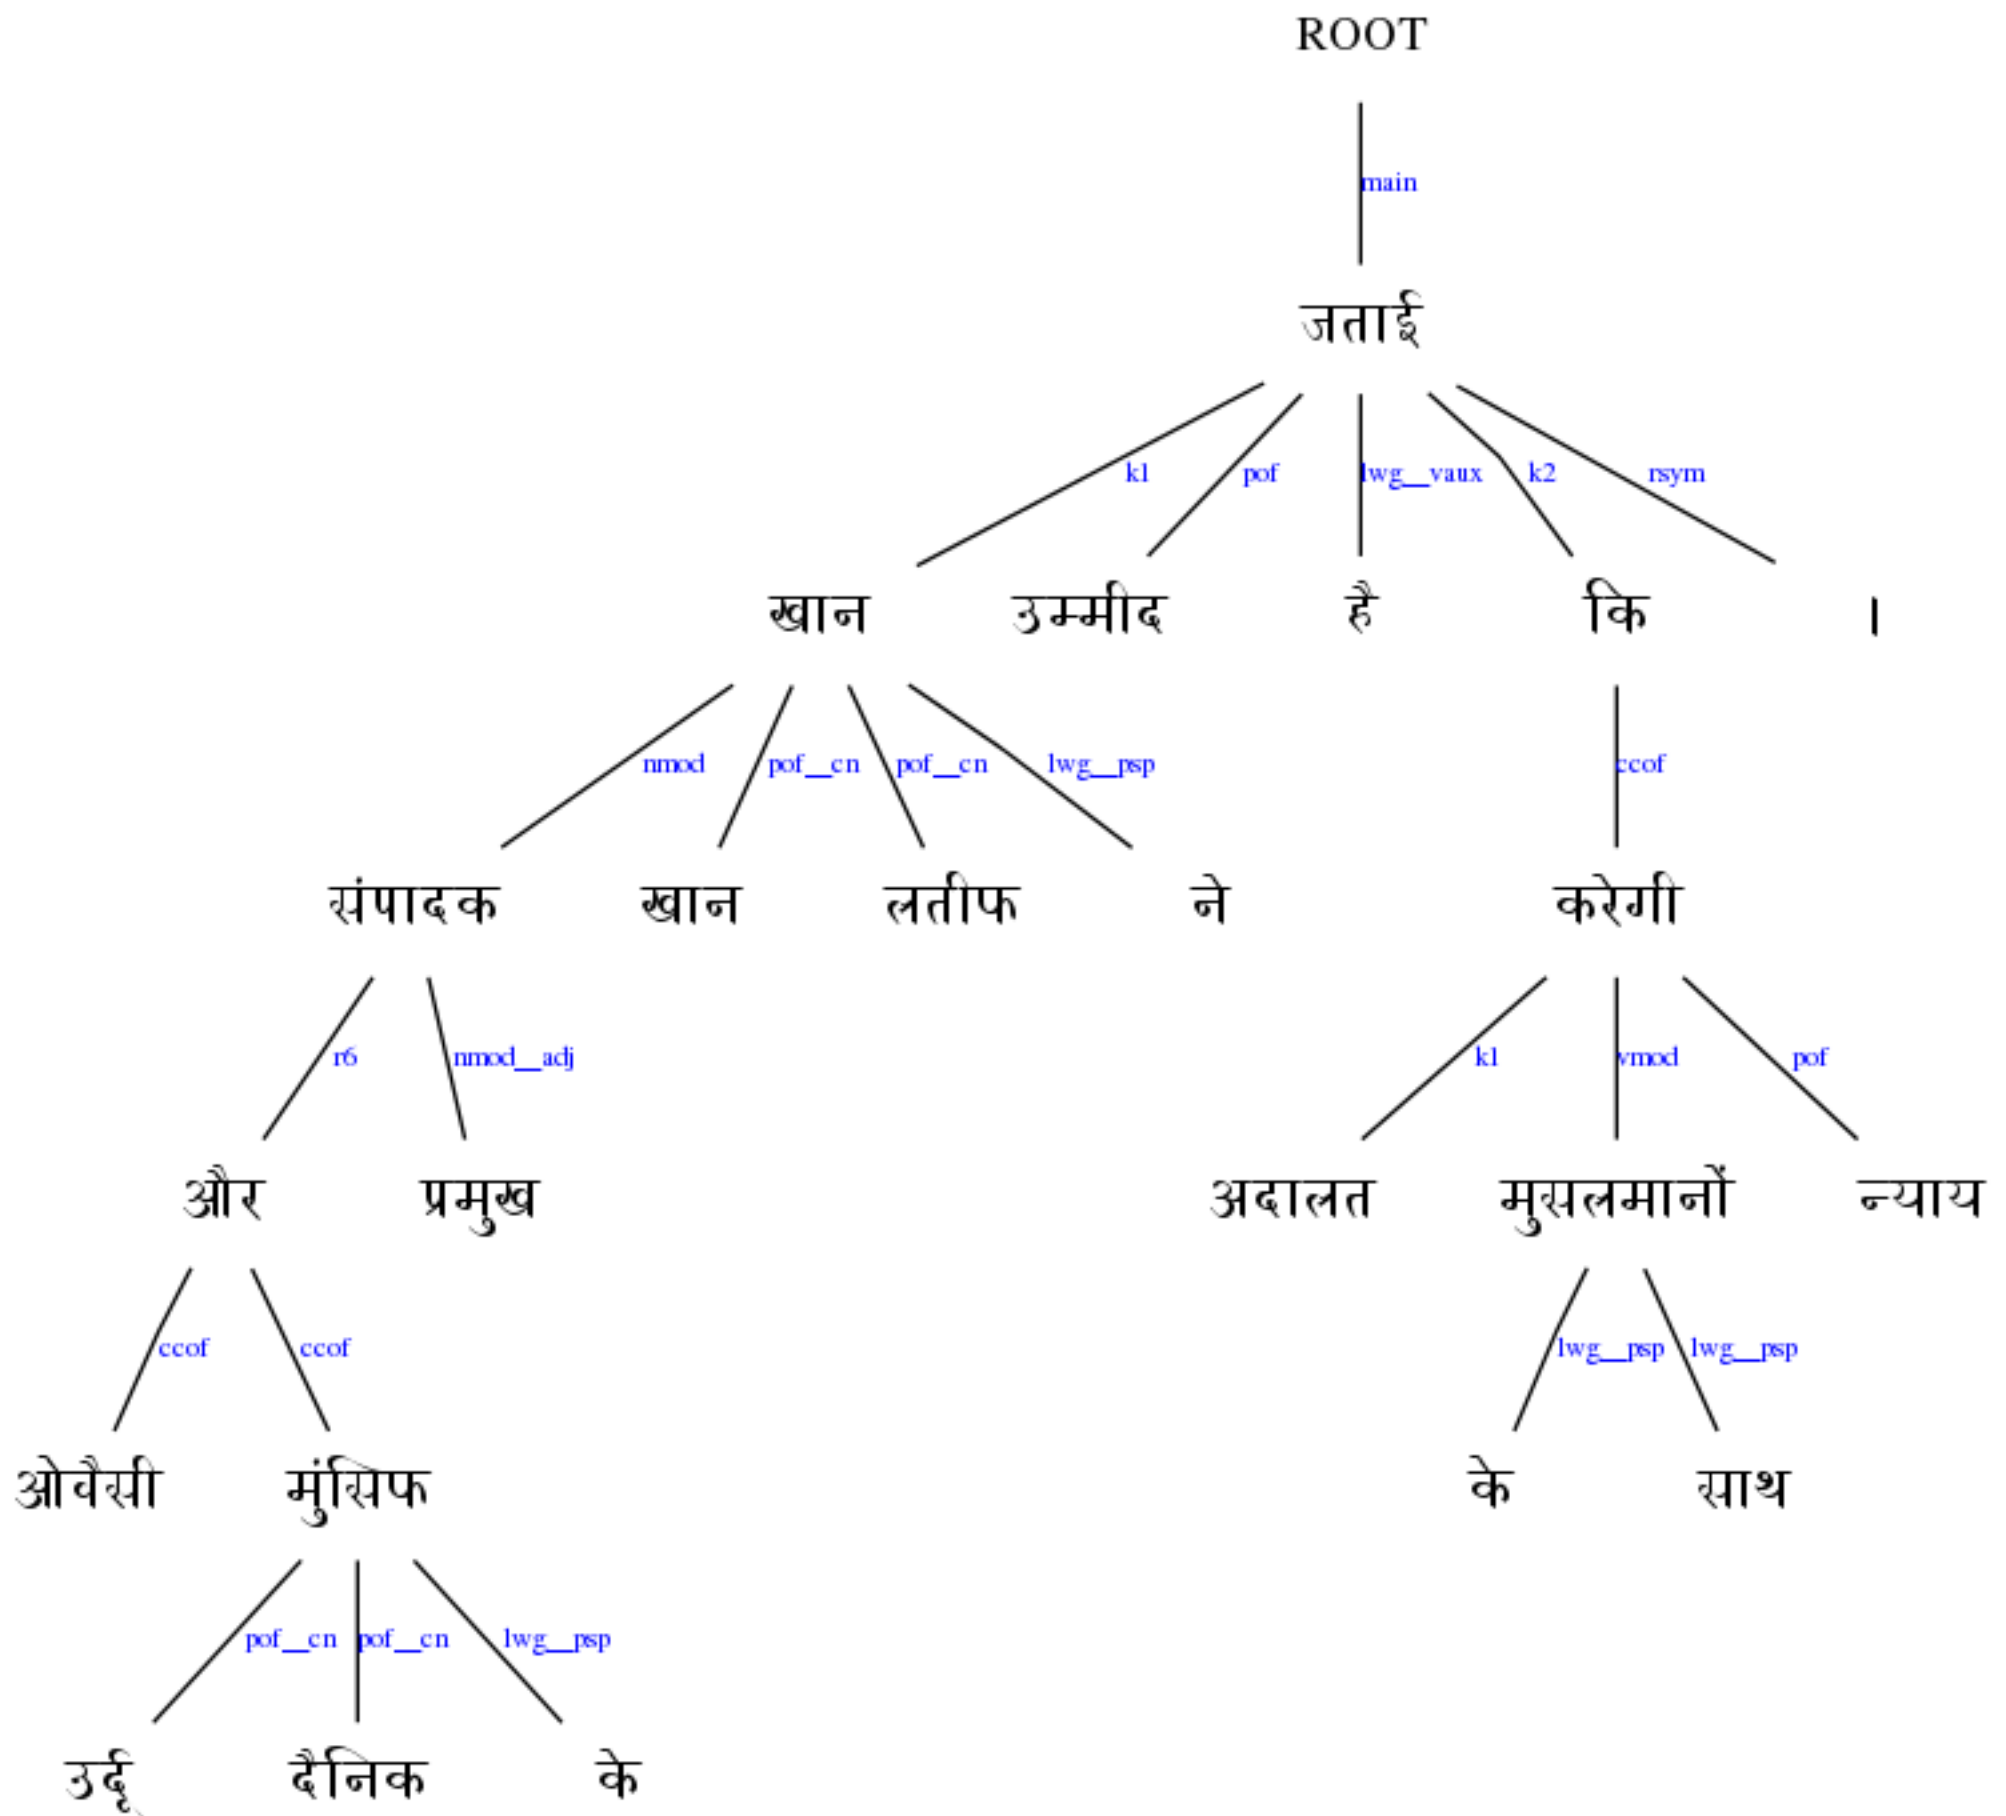 ROOT
main
जताई
k1 pof lwg__vaux k2 rsym
खान उम्मीद है कि ।
nmod pof__cn pof__cn lwg__psp ccof
संपादक खान लतीफ ने करेगी
r6 nmod__adj k1 vmod pof
और प्रमुख अदालत मुसलमानों न्याय
ccof ccof lwg__psp lwg__psp
ओवैसी मुंसिफ के साथ
pof__cn pof__cn lwg__psp
उर्दू दैनिक के